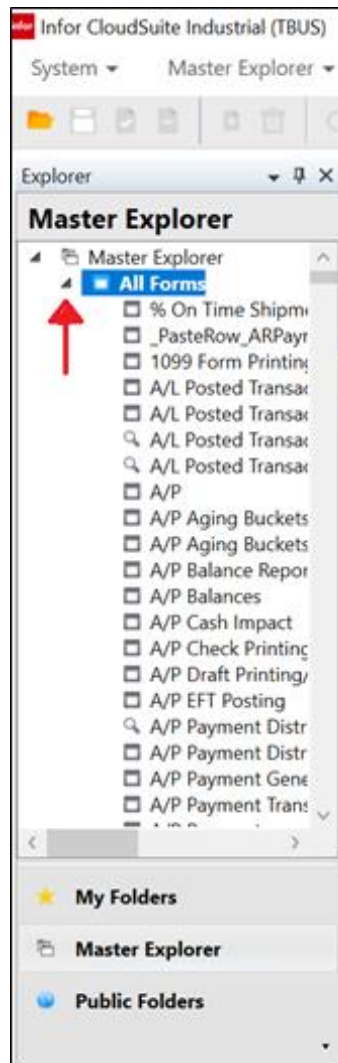 infor Infor CloudSuite Industrial (TBUS)
System Master Explorer
Explorer
Master Explorer
Master Explorer
All Forms
% On Time Shipme
_PasteRow_ARPayr
1099 Form Printing
A/L Posted Transac
A/L Posted Transac
A/L Posted Transac
A/L Posted Transac
A/P
A/P Aging Buckets
A/P Aging Buckets
A/P Balance Repor
A/P Balances
A/P Cash Impact
A/P Check Printing
A/P Draft Printing/
A/P EFT Posting
A/P Payment Distr
A/P Payment Distr
A/P Payment Gene
A/P Payment Trans
My Folders
Master Explorer
Public Folders